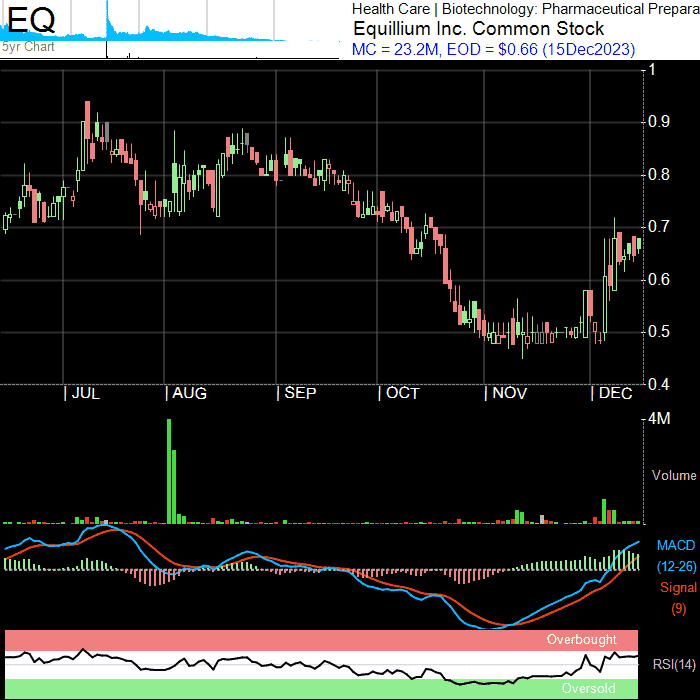 EQ
5yr Chart
Health Care | Biotechnology: Pharmaceutical Prepara
Equillium Inc. Common Stock
MC = 23.2M, EOD = $0.66 (15Dec2023)
1
0.9
0.8
0.7
0.6
0.5
0.4
| JUL | AUG | SEP | OCT | NOV | DEC
4M
Volume
MACD
(12-26)
Signal
(9)
Overbought
RSI(14)
Oversold